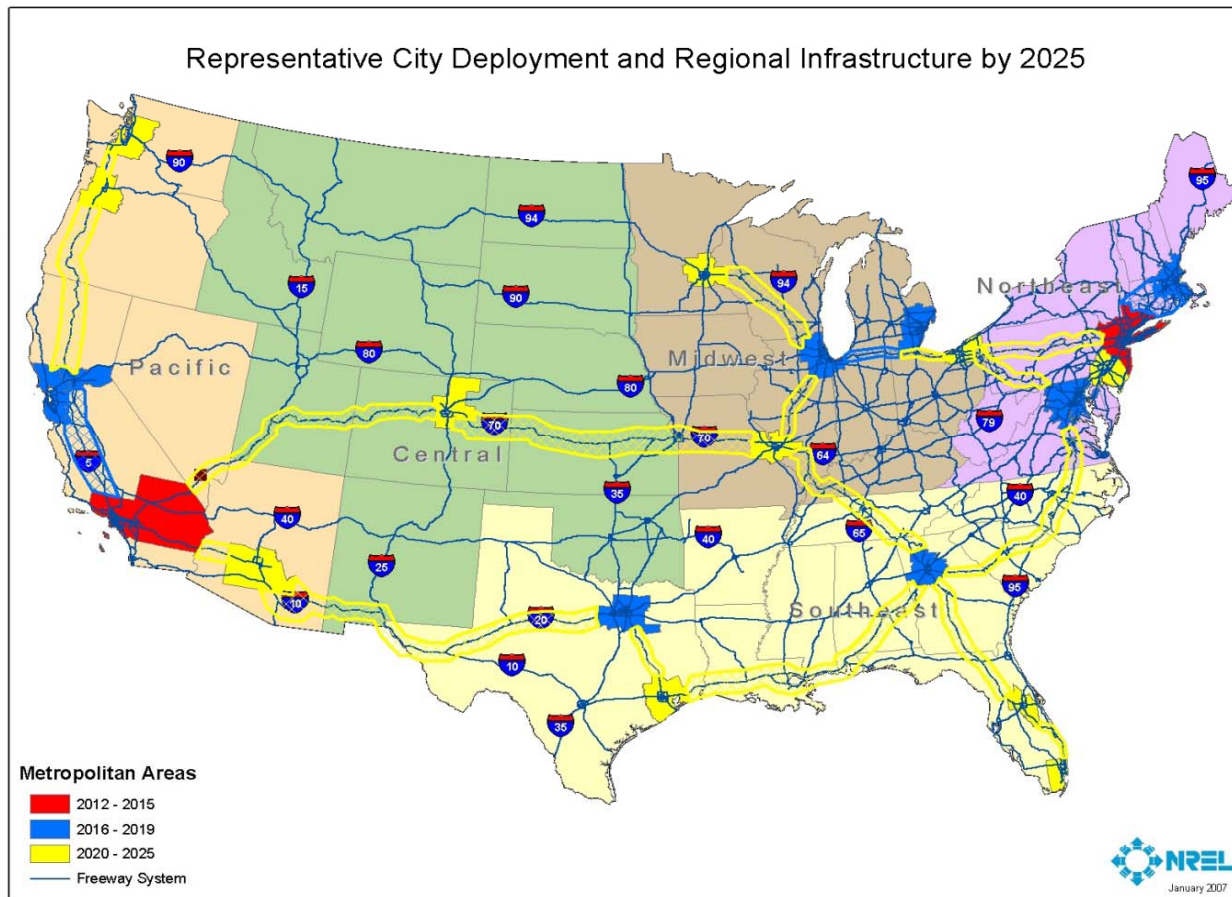 Representative City Deployment and Regional Infrastructure by 2025
90
95
94
15
90
94
Northeast
80
Midwest
Pacific
80
70
70
79
Central
64
5
35
40
40
40
65
25
95
10
20
Southeast
10
35
Metropolitan Areas
2012 - 2015
2016 - 2019
2020 - 2025
Freeway System
NREL
January 2007